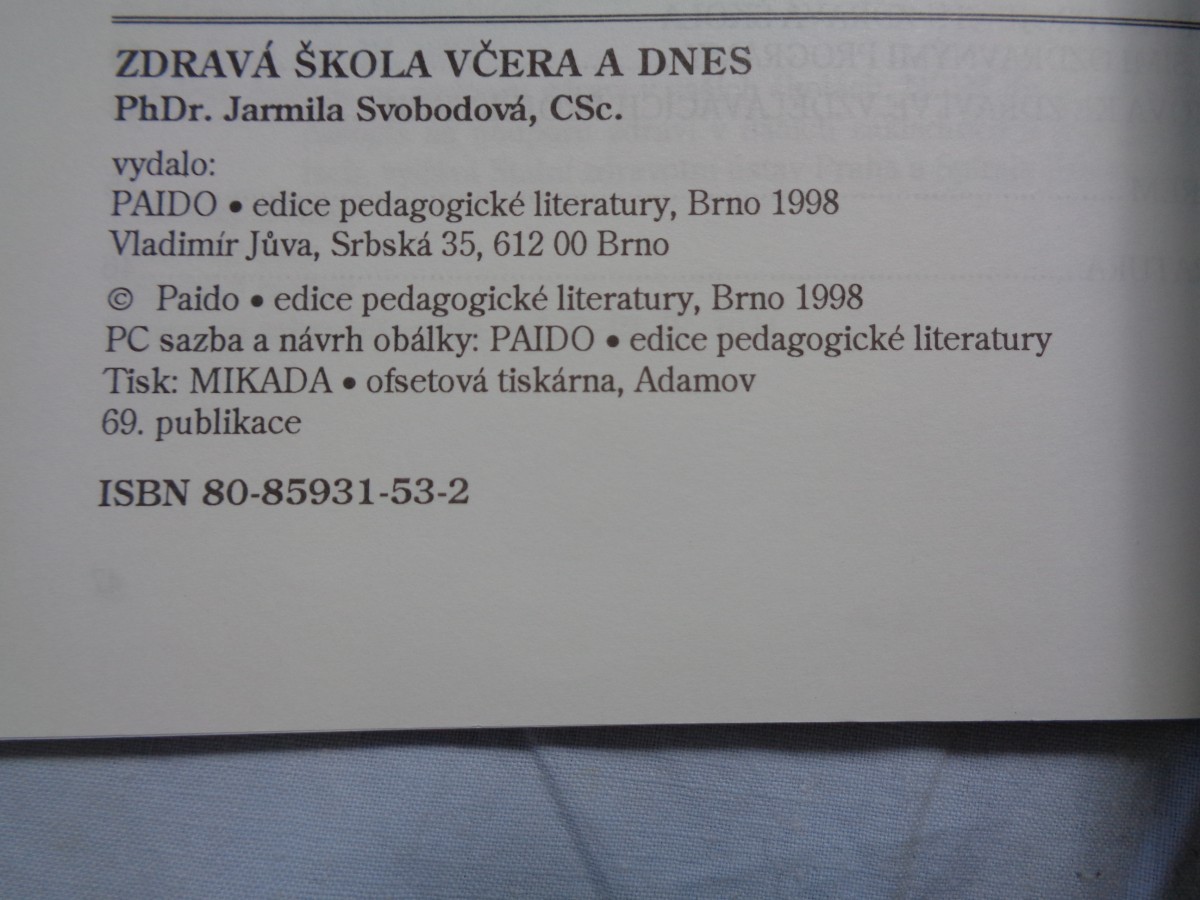 ZDRAVÁ ŠKOLA VČERA A DNES
PhDr. Jarmila Svobodová, CSc.
vydalo:
PAIDO • edice pedagogické literatury, Brno 1998
Vladimír Jůva, Srbská 35, 612 00 Brno
© Paido • edice pedagogické literatury, Brno 1998
PC sazba a návrh obálky: PAIDO • edice pedagogické literatury
Tisk: MIKADA • ofsetová tiskárna, Adamov
69. publikace
ISBN 80-85931-53-2